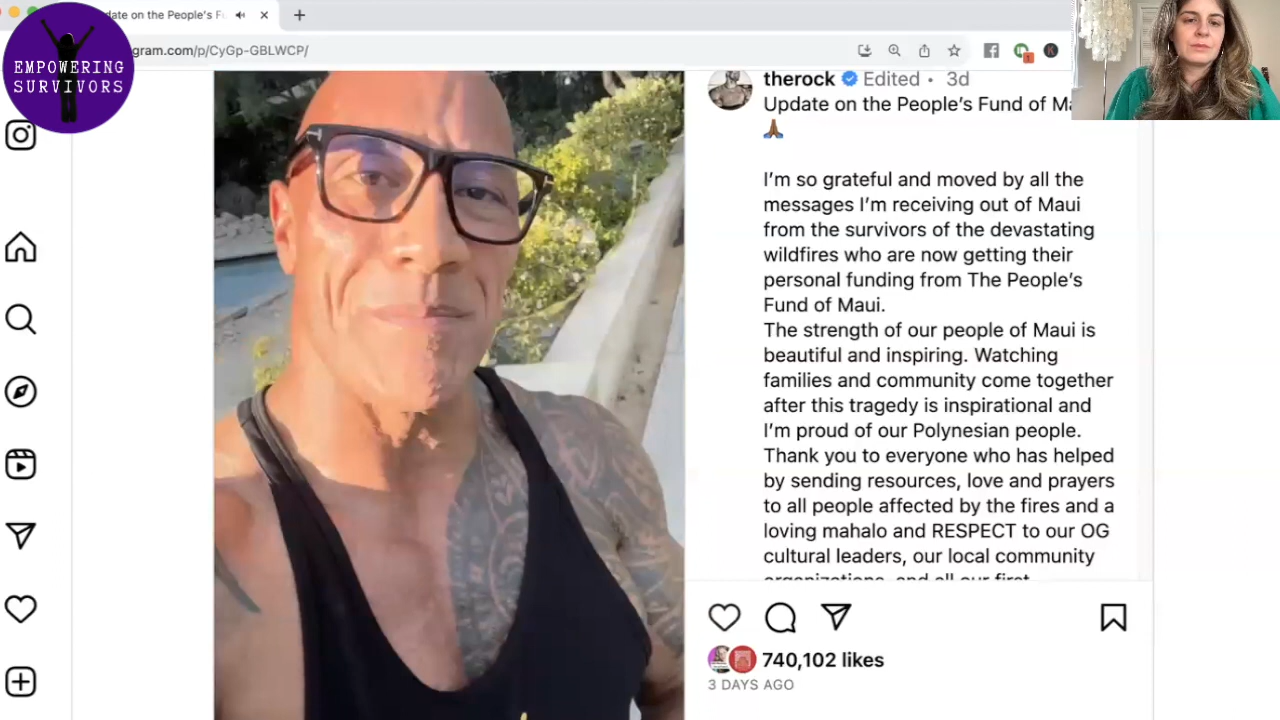 date on the People's F
EMPOWERING
SURVIVORS
gram.com/p/CyGp-GBLWCP/
therock Edited • 3d
Update on the People's Fund of Ma
I'm so grateful and moved by all the
messages I'm receiving out of Maui
from the survivors of the devastating
wildfires who are now getting their
personal funding from The People's
Fund of Maui.
The strength of our people of Maui is
beautiful and inspiring. Watching
families and community come together
after this tragedy is inspirational and
I'm proud of our Polynesian people.
Thank you to everyone who has helped
by sending resources, love and prayers
to all people affected by the fires and a
loving mahalo and RESPECT to our OG
cultural leaders, our local community
organizations, and all our first
740,102 likes
3 DAYS AGO